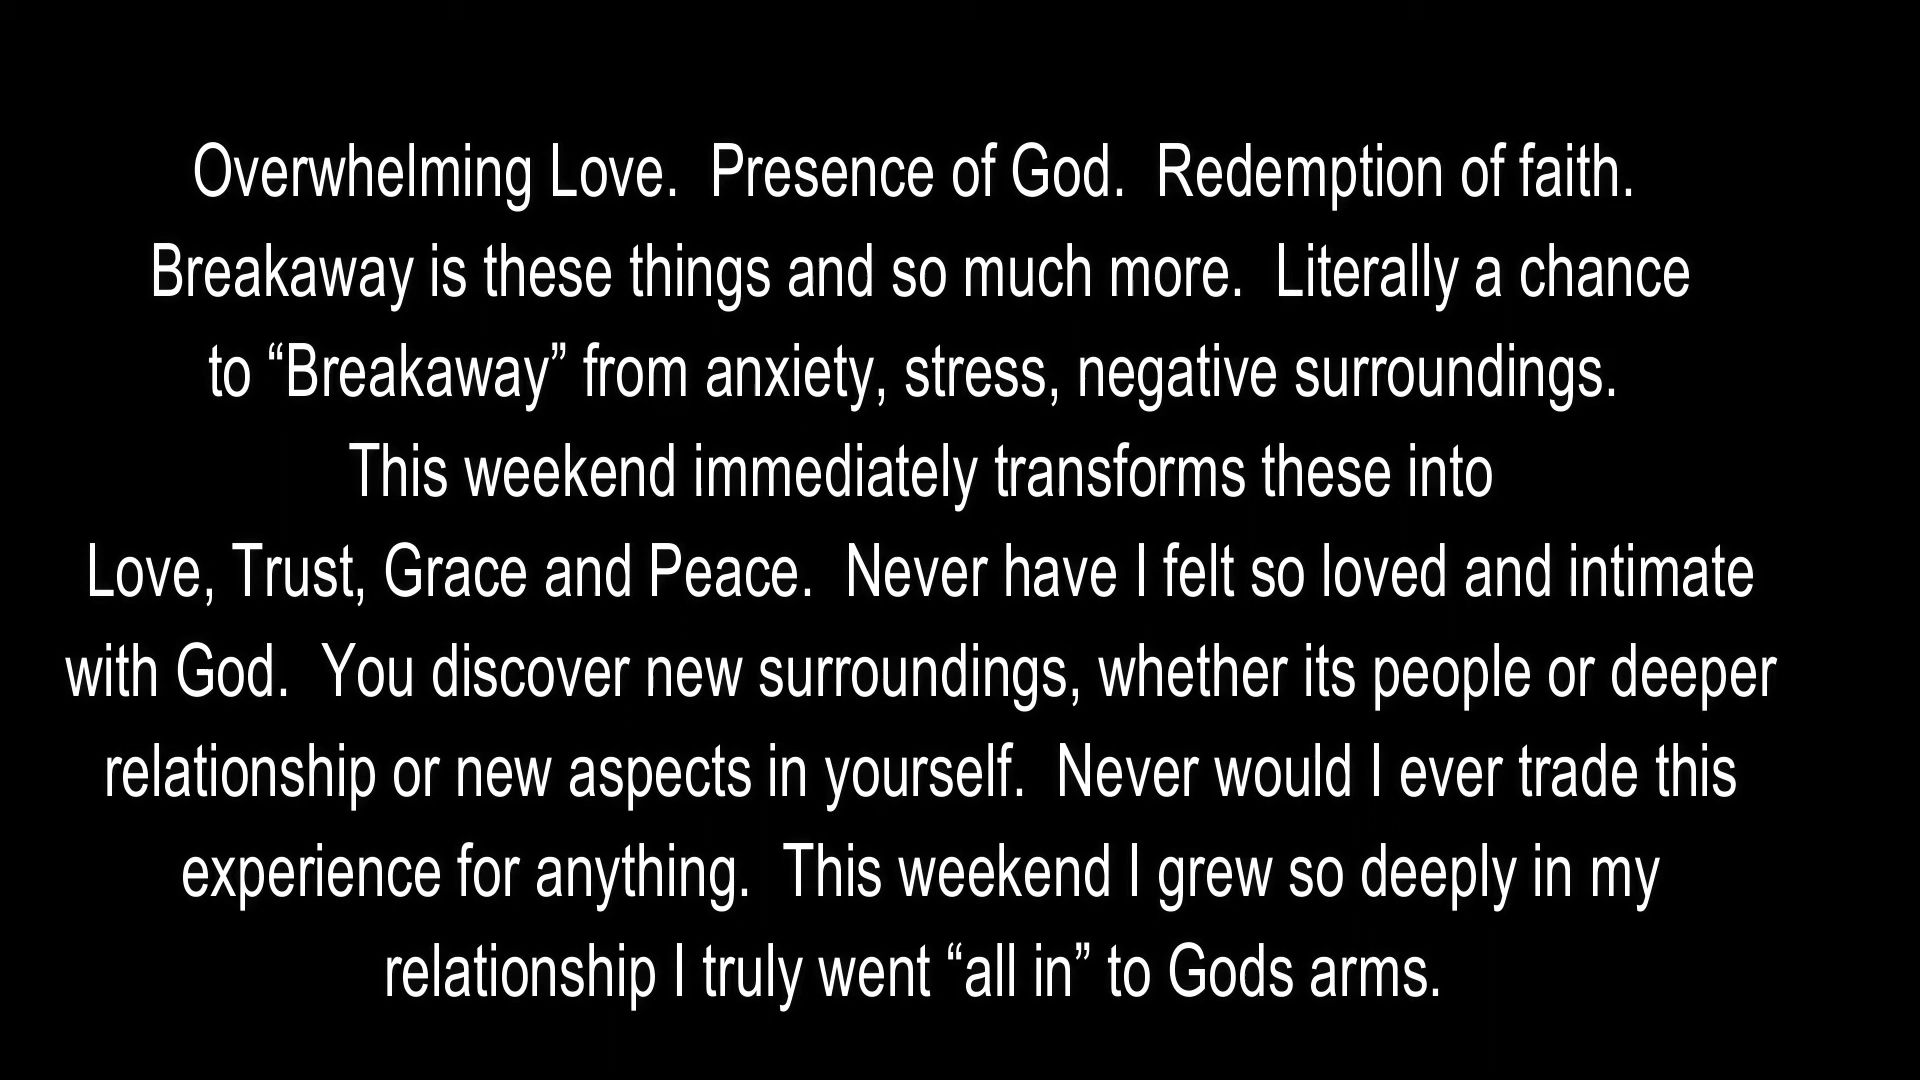 Overwhelming Love.  Presence of God.  Redemption of faith.
Breakaway is these things and so much more.  Literally a chance
to “Breakaway” from anxiety, stress, negative surroundings.
This weekend immediately transforms these into
Love, Trust, Grace and Peace.  Never have I felt so loved and intimate
with God.  You discover new surroundings, whether its people or deeper
relationship or new aspects in yourself.  Never would I ever trade this
experience for anything.  This weekend I grew so deeply in my
relationship I truly went “all in” to Gods arms.